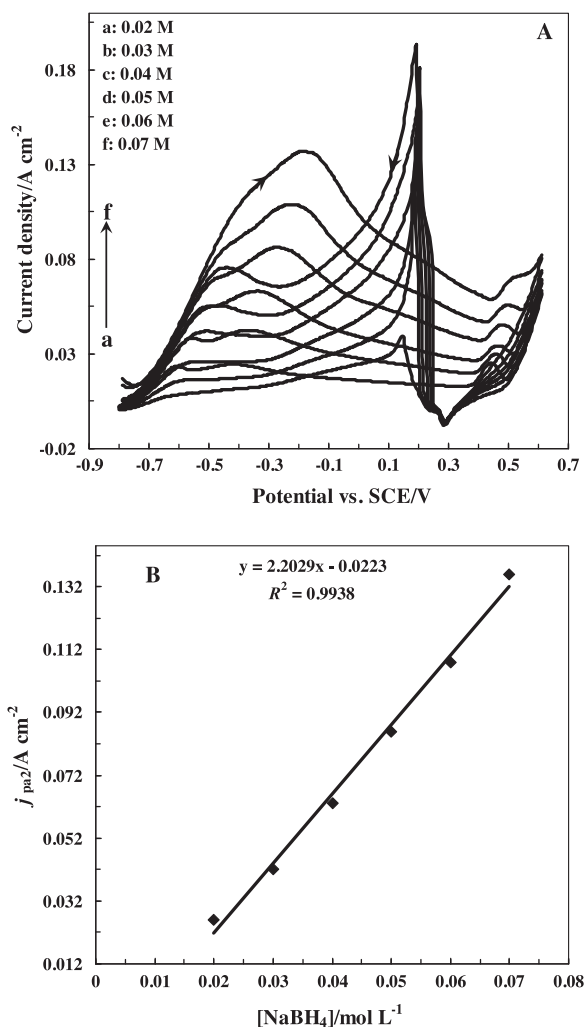 a: 0.02 M
b: 0.03 M
c: 0.04 M
d: 0.05 M
e: 0.06 M
f: 0.07 M
A
f
a
Current density/A cm-2
0.18
0.13
0.08
0.03
-0.02
-0.9 -0.7 -0.5 -0.3 -0.1 0.1 0.3 0.5 0.7
Potential vs. SCE/V
B
y = 2.2029x - 0.0223
R2 = 0.9938
j pa2/A cm-2
0.132
0.112
0.092
0.072
0.052
0.032
0.012
0 0.01 0.02 0.03 0.04 0.05 0.06 0.07 0.08
[NaBH4]/mol L-1